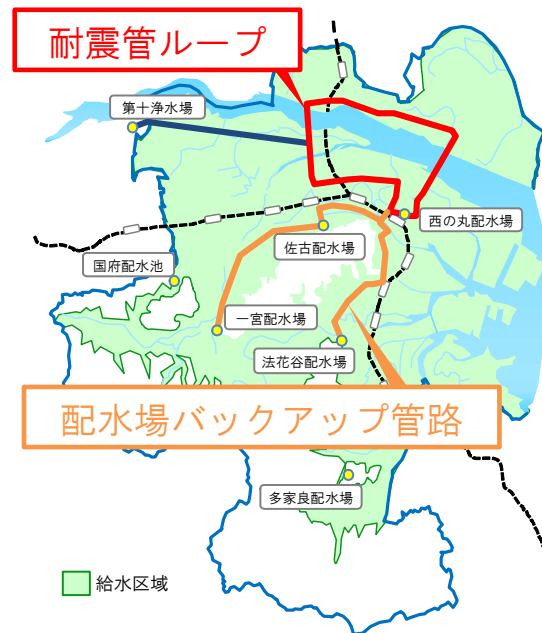 耐震管ループ
第十浄水場
西の丸配水場
佐古配水場
国府配水池
一宮配水場
法花谷配水場
配水場バックアップ管路
多家良配水場
給水区域